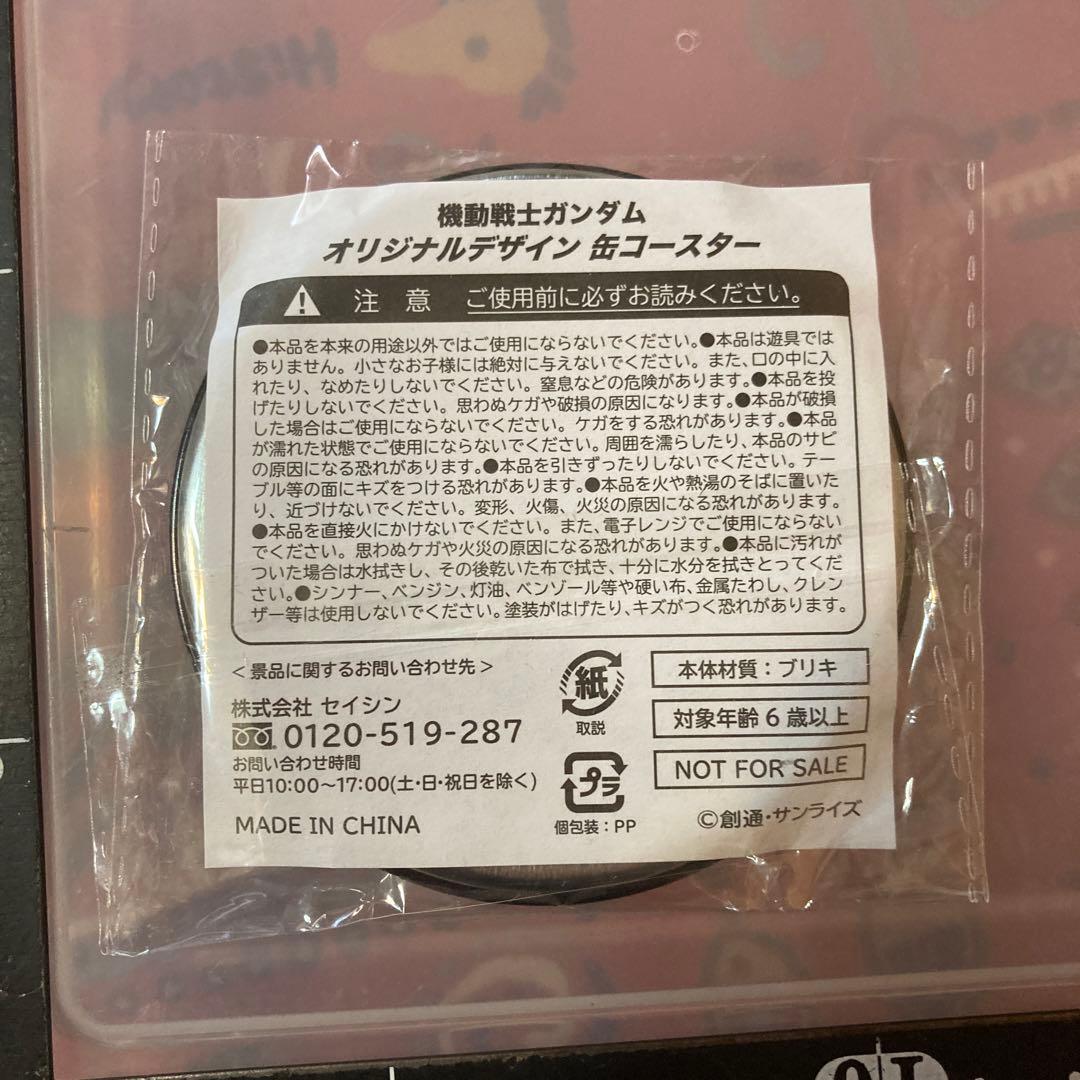 機動戦士ガンダム
オリジナルデザイン 缶コースター
注 意 ご使用前に必ずお読みください。
●本品を本来の用途以外ではご使用にならないでください。●本品は遊具では
ありません。小さなお子様には絶対に与えないでください。また、口の中に入
れたり、なめたりしないでください。窒息などの危険があります。●本品を投
げたりしないでください。思わぬケガや破損の原因になります。●本品が破損
した場合はご使用にならないでください。ケガをする恐れがあります。●本品
が濡れた状態でご使用にならないでください。周囲を濡らしたり、本品のサビ
の原因になる恐れがあります。●本品を引きずったりしないでください。テー
ブル等の面にキズをつける恐れがあります。●本品を火や熱湯のそばに置いた
り、近づけないでください。変形、火傷、火災の原因になる恐れがあります。
●本品を直接火にかけないでください。また、電子レンジでご使用にならない
でください。思わぬケガや火災の原因になる恐れがあります。●本品に汚れが
ついた場合は水拭きし、その後乾いた布で拭き、十分に水分を拭きとってくだ
さい。●シンナー、ベンジン、灯油、ベンゾール等や硬い布、金属たわし、クレン
ザー等は使用しないでください。塗装がはげたり、キズがつく恐れがあります。
<景品に関するお問い合わせ先>
株式会社 セイシン
0120-519-287
お問い合わせ時間
平日10:00～17:00(土・日・祝日を除く)
MADE IN CHINA
紙
取説
プラ
個包装：PP
本体材質：ブリキ
対象年齢6歳以上
NOT FOR SALE
©創通・サンライズ